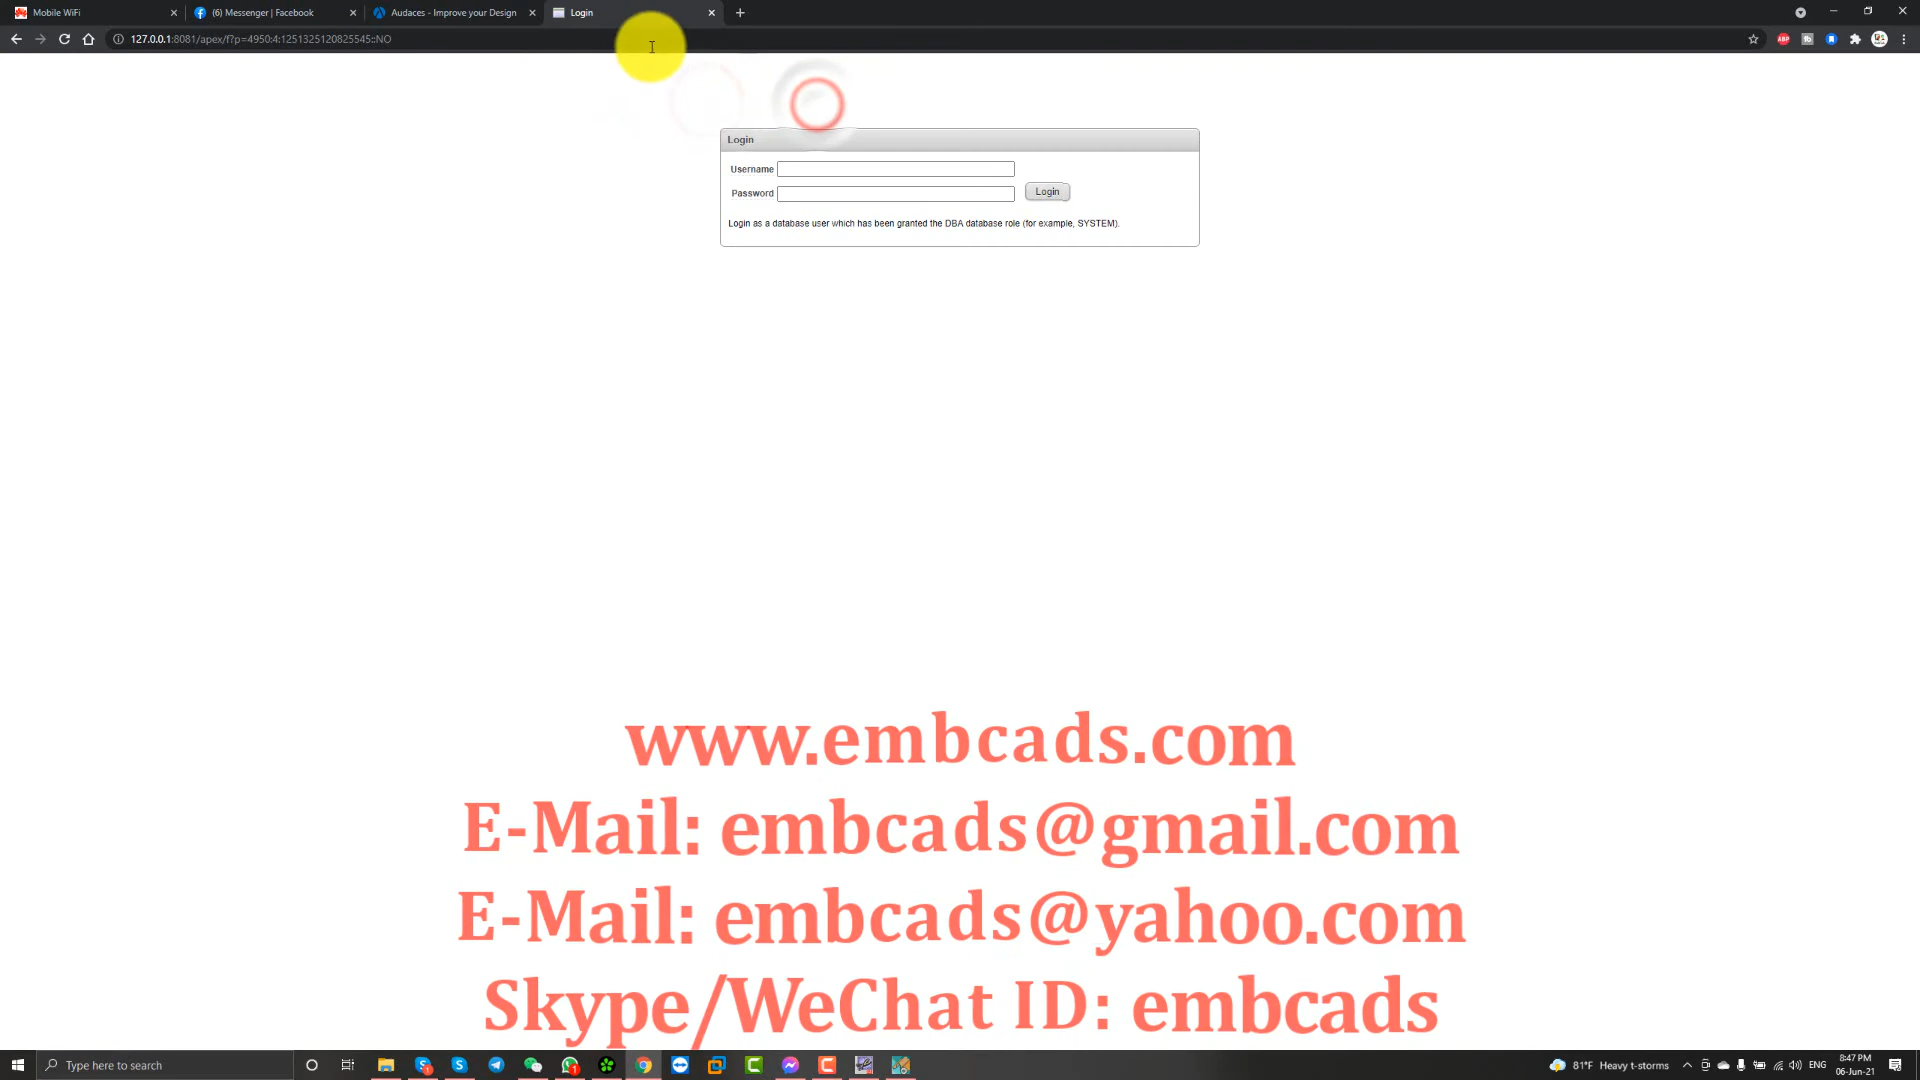 Mobile WiFi
(6) Messenger | Facebook
Audaces - Improve your Design
Login
127.0.0.1:8081/apex/f?p=4950:4:1251325120825545::NO
ABP
Login
Username
Password
Login
Login as a database user which has been granted the DBA database role (for example, SYSTEM).
www.embcads.com
E-Mail: embcads@gmail.com
E-Mail: embcads@yahoo.com
Skype/WeChat ID: embcads
Type here to search
81°F Heavy t-storms
ENG
8:47 PM
06-Jun-21